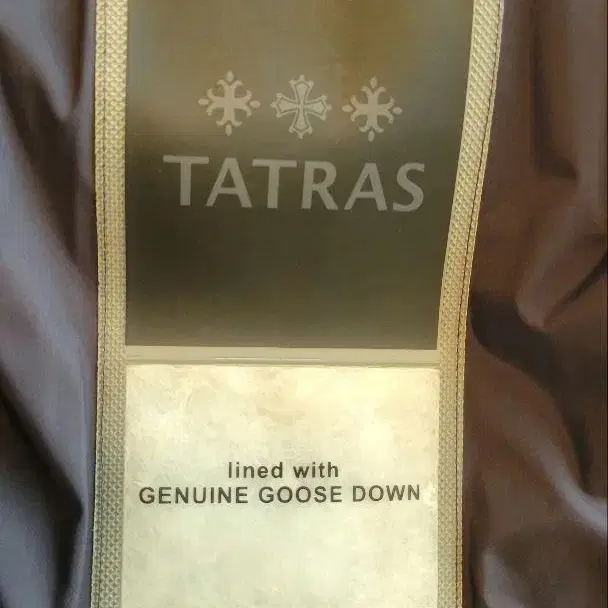 TATRAS
lined with
GENUINE GOOSE DOWN